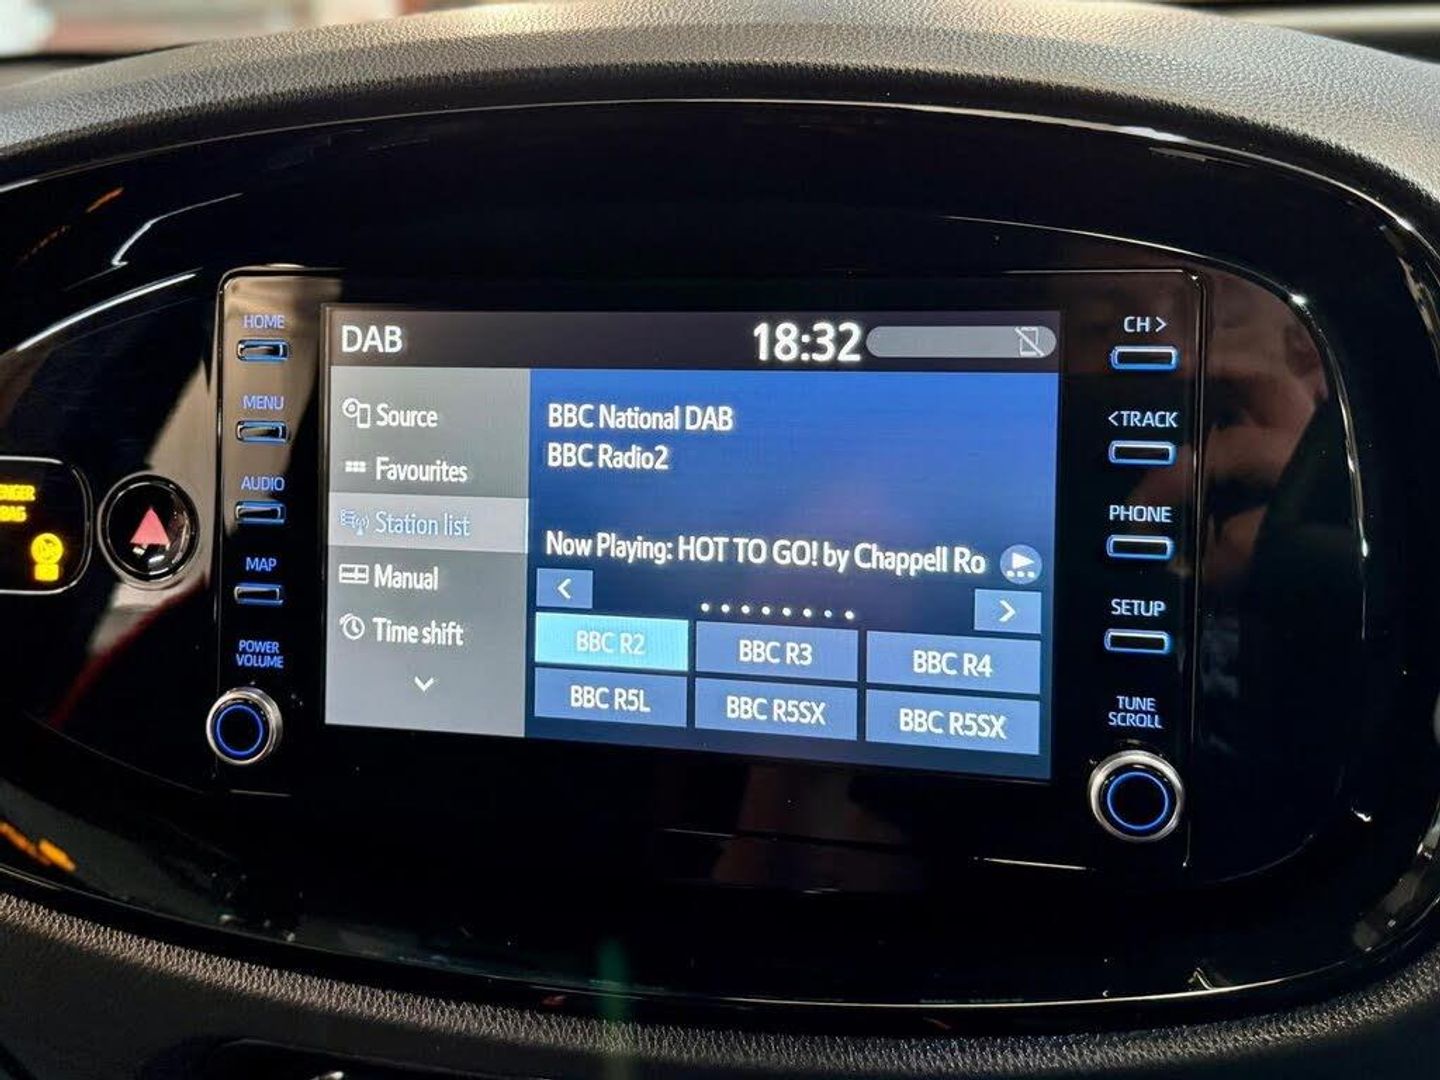 HOME
MENU
AUDIO
MAP
POWER
VOLUME
DAB
18:32
Source
Favourites
Station list
Manual
Time shift
BBC National DAB
BBC Radio2
Now Playing: HOT TO GO! by Chappell Ro
<
>
BBC R2
BBC R3
BBC R4
BBC R5L
BBC R5SX
BBC R5SX
CH >
<TRACK
PHONE
SETUP
TUNE
SCROLL